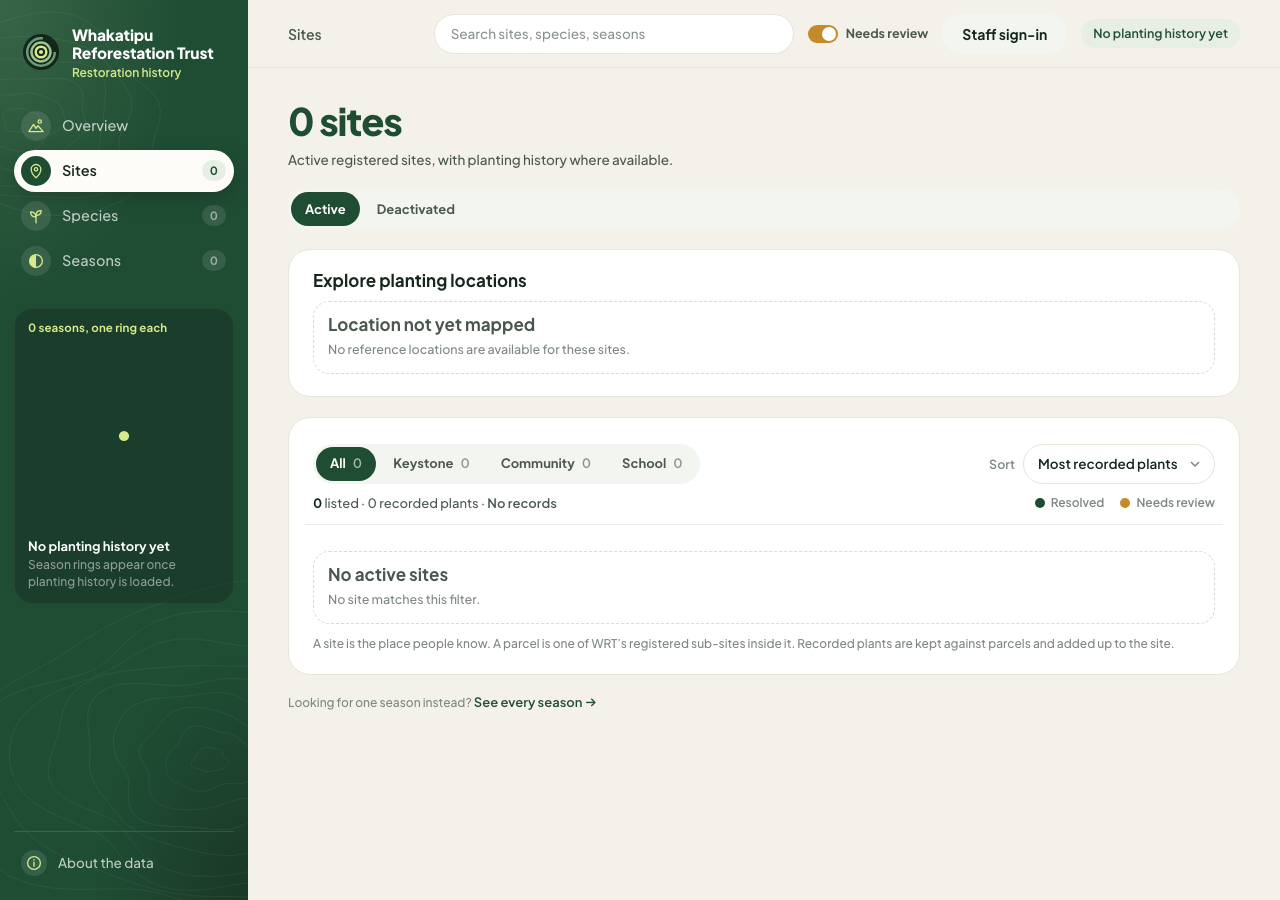 Whakatipu
Reforestation Trust
Restoration history
Overview
Sites 0
Species 0
Seasons 0
0 seasons, one ring each
No planting history yet
Season rings appear once
planting history is loaded.
About the data
Sites
Search sites, species, seasons
Needs review
Staff sign-in
No planting history yet
0 sites
Active registered sites, with planting history where available.
Active Deactivated
Explore planting locations
Location not yet mapped
No reference locations are available for these sites.
All 0 Keystone 0 Community 0 School 0
Sort Most recorded plants
0 listed · 0 recorded plants · No records
Resolved Needs review
No active sites
No site matches this filter.
A site is the place people know. A parcel is one of WRT's registered sub-sites inside it. Recorded plants are kept against parcels and added up to the site.
Looking for one season instead? See every season →